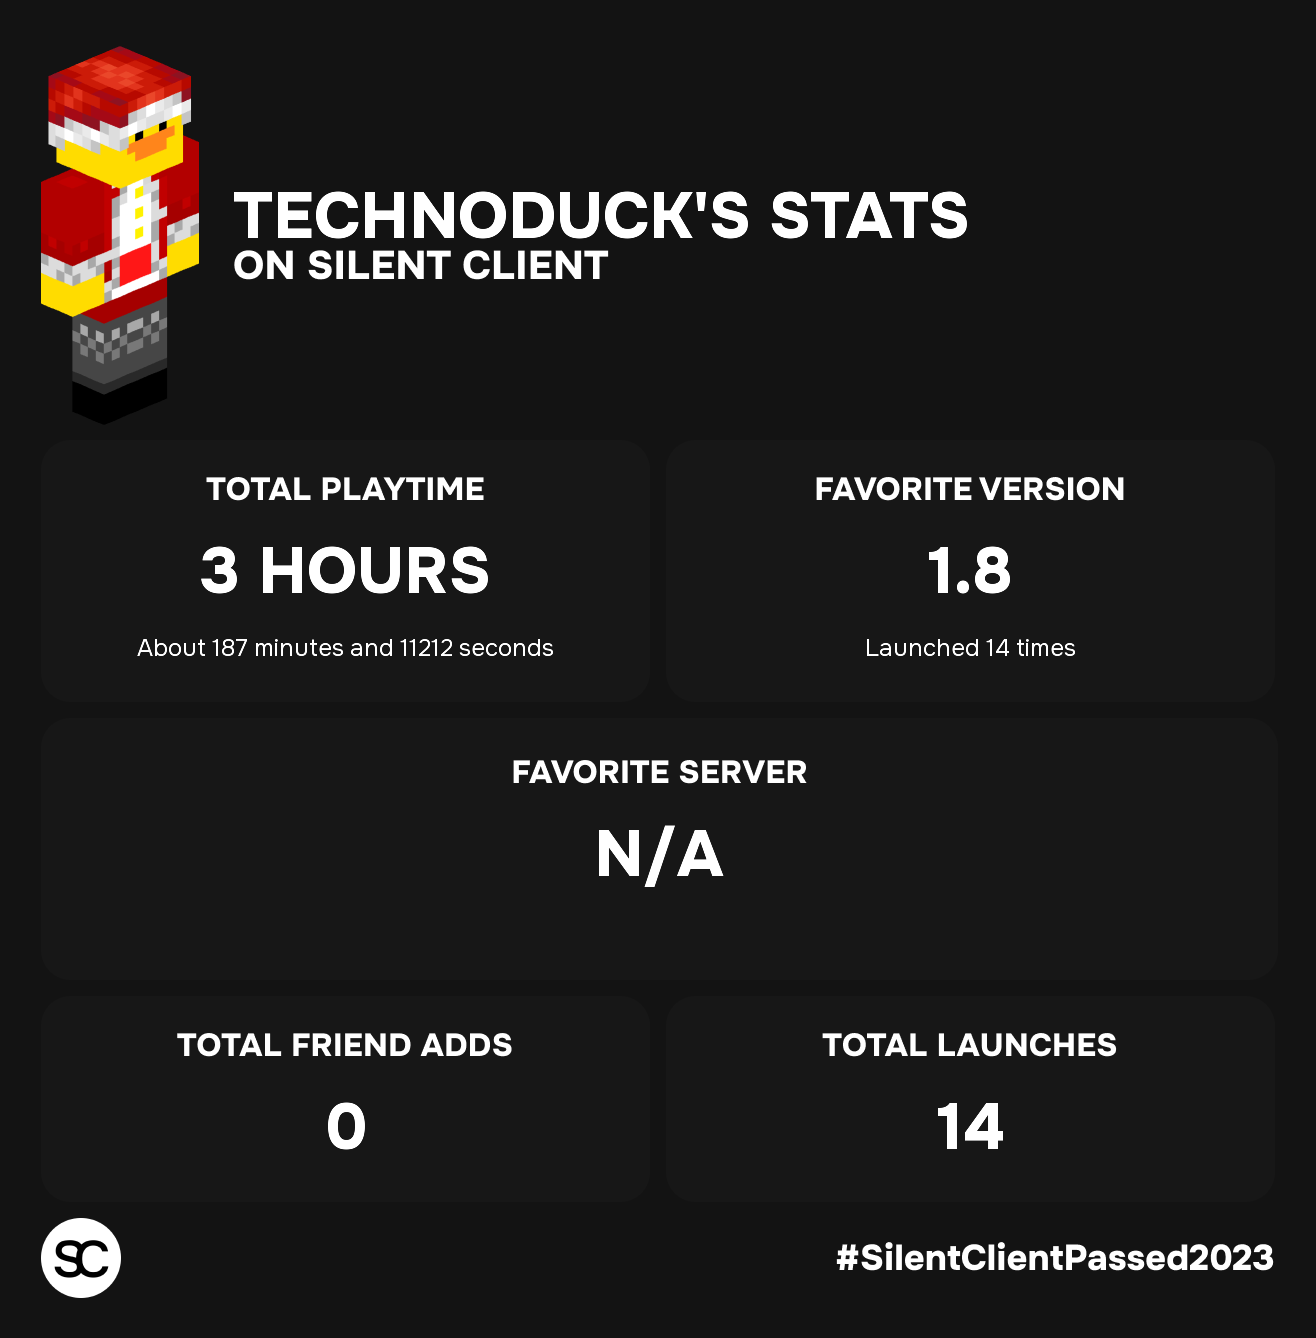 TECHNODUCK'S STATS
ON SILENT CLIENT
TOTAL PLAYTIME
3 HOURS
About 187 minutes and 11212 seconds
FAVORITE VERSION
1.8
Launched 14 times
FAVORITE SERVER
N/A
TOTAL FRIEND ADDS
0
TOTAL LAUNCHES
14
SC
#SilentClientPassed2023